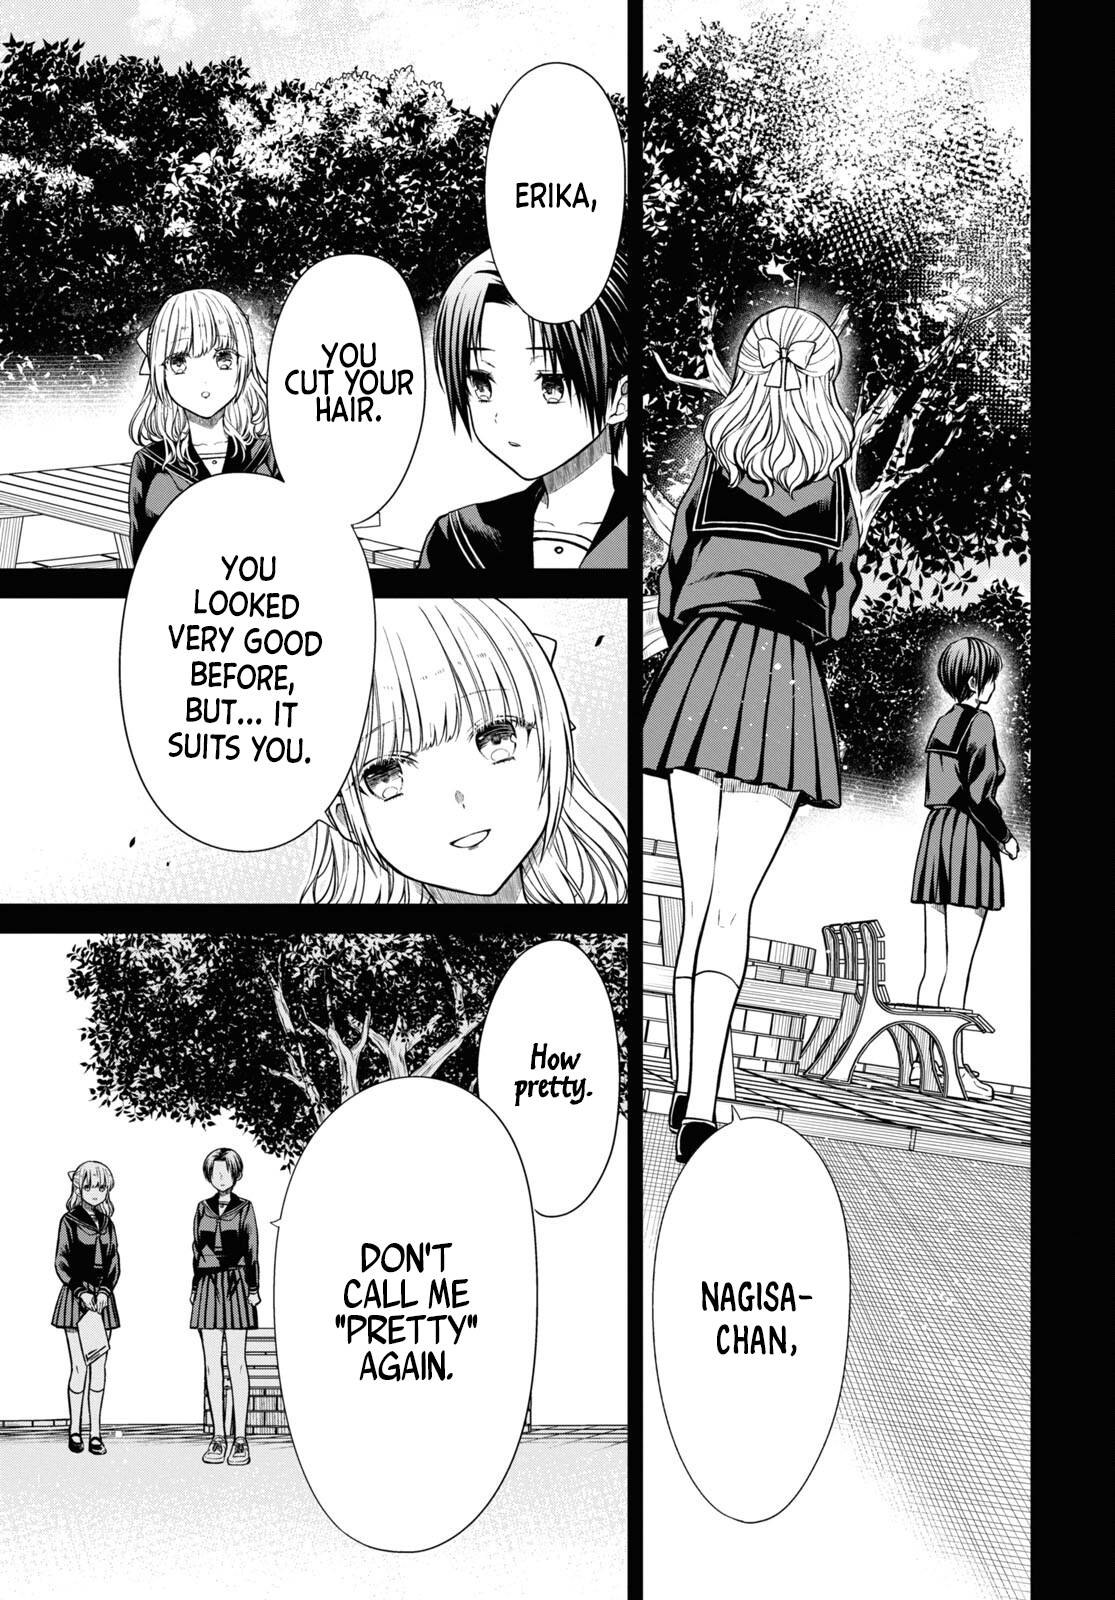 NAGISA-
CHAN,
ERIKA,
YOU
CUT YOUR
HAIR.
YOU
LOOKED
VERY GOOD
BEFORE,
BUT... IT
SUITS YOU.
How
pretty.
DON'T
CALL ME
"PRETTY"
AGAIN.